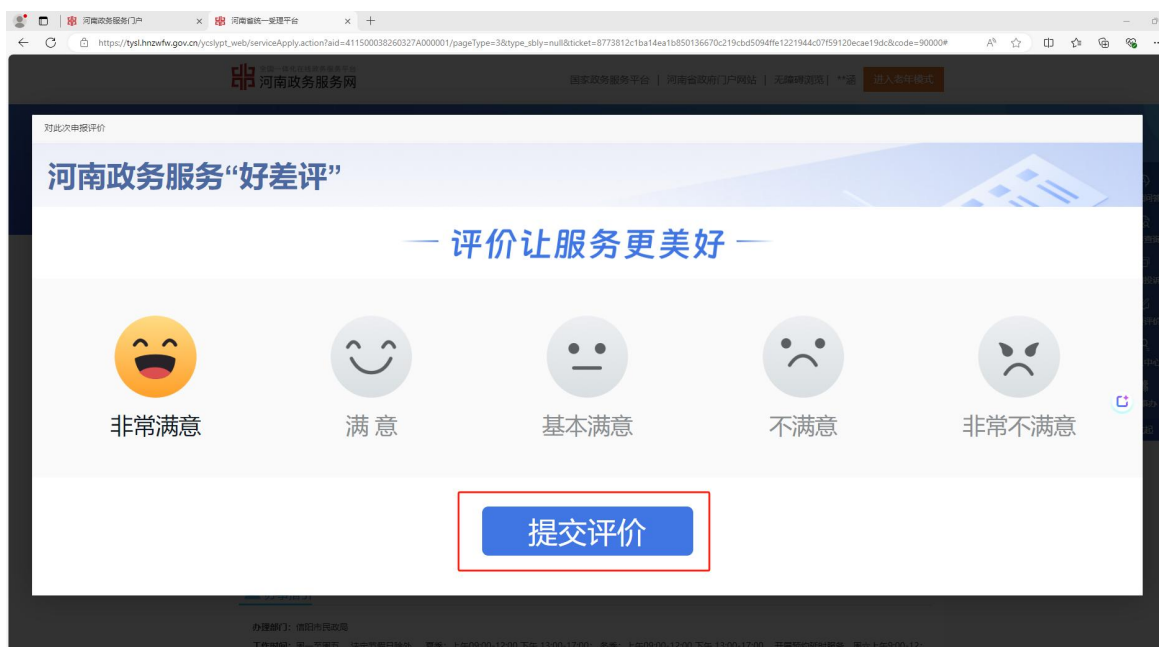 河南政务服务门户
河南省统一受理平台
https://tysl.hnzwfw.gov.cn/ycslypt_web/serviceApply.action?aid=411500038260327A000001/pageType=3&type_sbly=null&ticket=8773812c1ba14ea1b850136670c219cbd5094ffe1221944c07f59120ecae19dc&code=90000#
河南政务服务网
国家政务服务平台 | 河南省政府门户网站 | 无障碍浏览 | **涵 进入老年模式
对此次申报评价
河南政务服务“好差评”
评价让服务更美好
非常满意 满意 基本满意 不满意 非常不满意
提交评价
办理部门：信阳市民政局